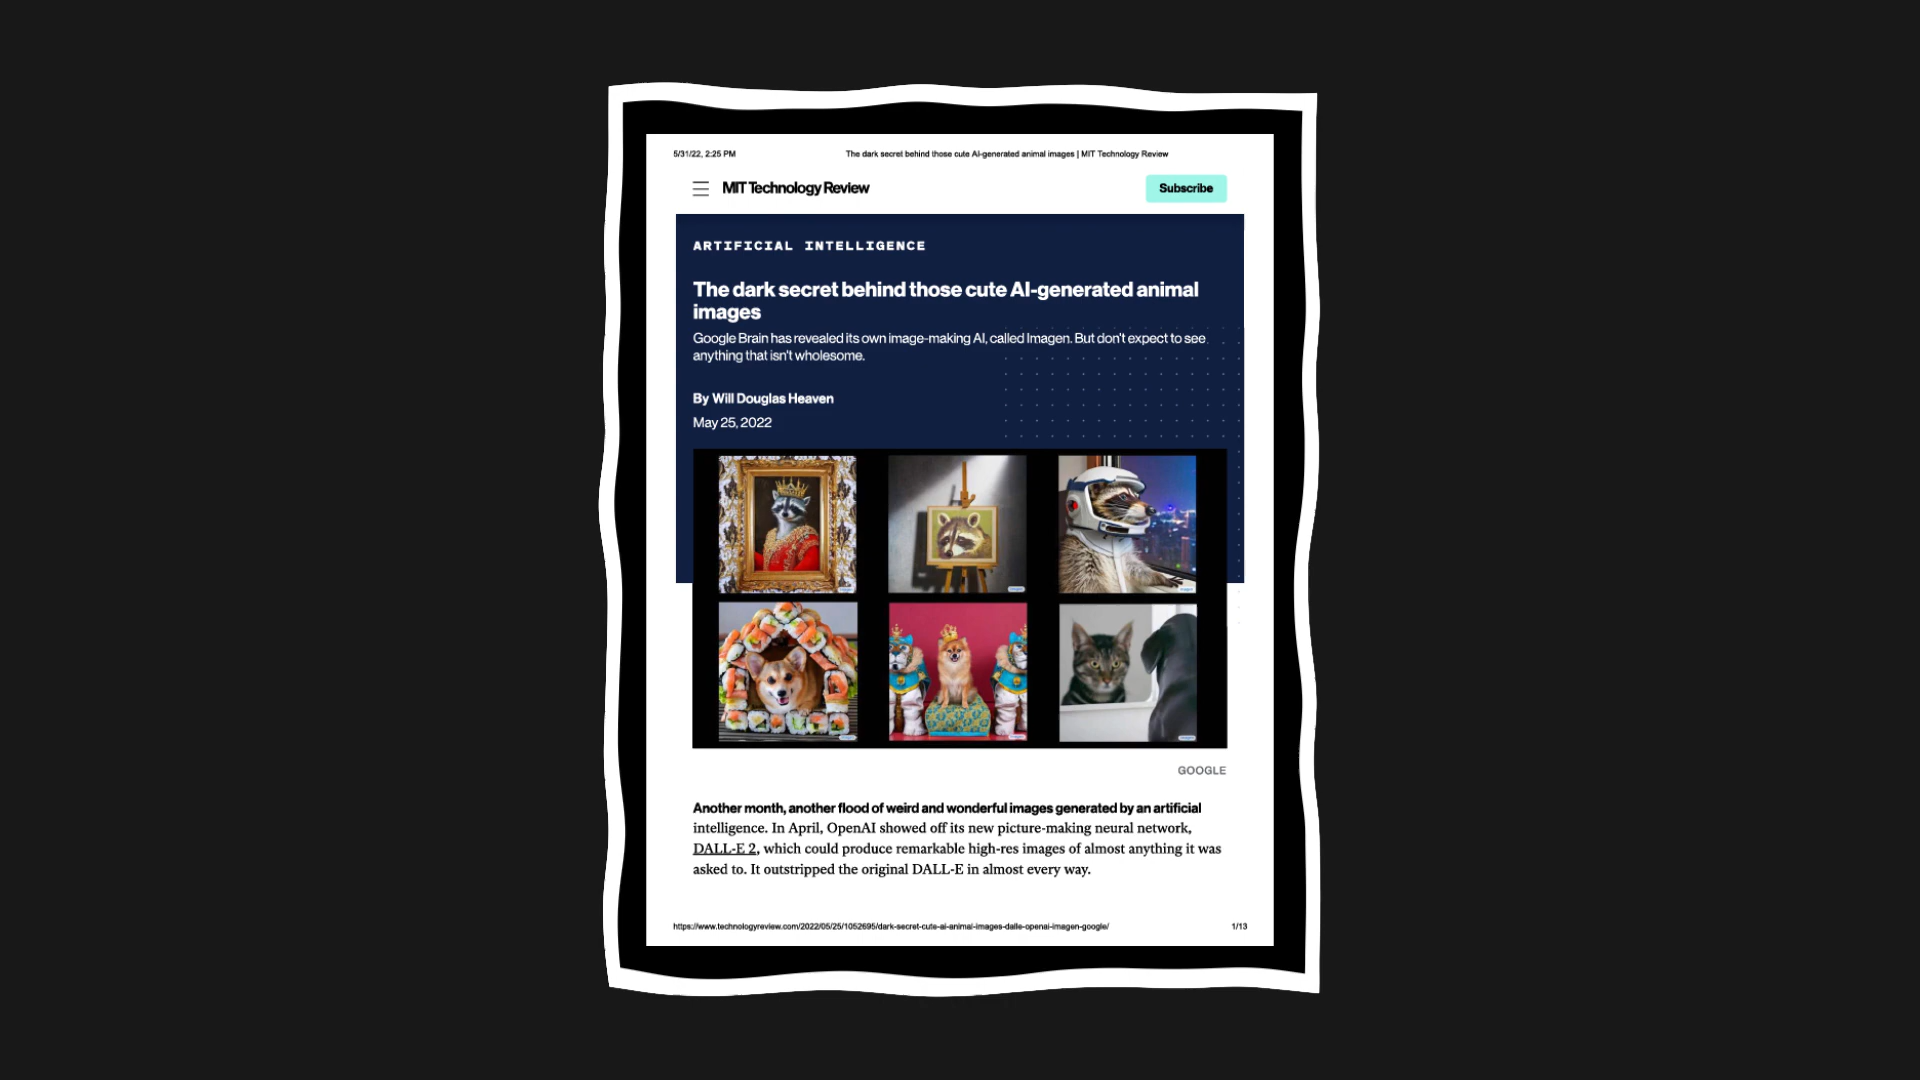 5/31/22, 2:25 PM
The dark secret behind those cute AI-generated animal images | MIT Technology Review
MIT Technology Review
Subscribe
ARTIFICIAL INTELLIGENCE
The dark secret behind those cute AI-generated animal
images
Google Brain has revealed its own image-making AI, called Imagen. But don't expect to see
anything that isn't wholesome.
By Will Douglas Heaven
May 25, 2022
GOOGLE
Another month, another flood of weird and wonderful images generated by an artificial
intelligence. In April, OpenAI showed off its new picture-making neural network,
DALL-E 2, which could produce remarkable high-res images of almost anything it was
asked to. It outstripped the original DALL-E in almost every way.
https://www.technologyreview.com/2022/05/25/1052695/dark-secret-cute-ai-animal-images-dalle-openai-imagen-google/
1/13